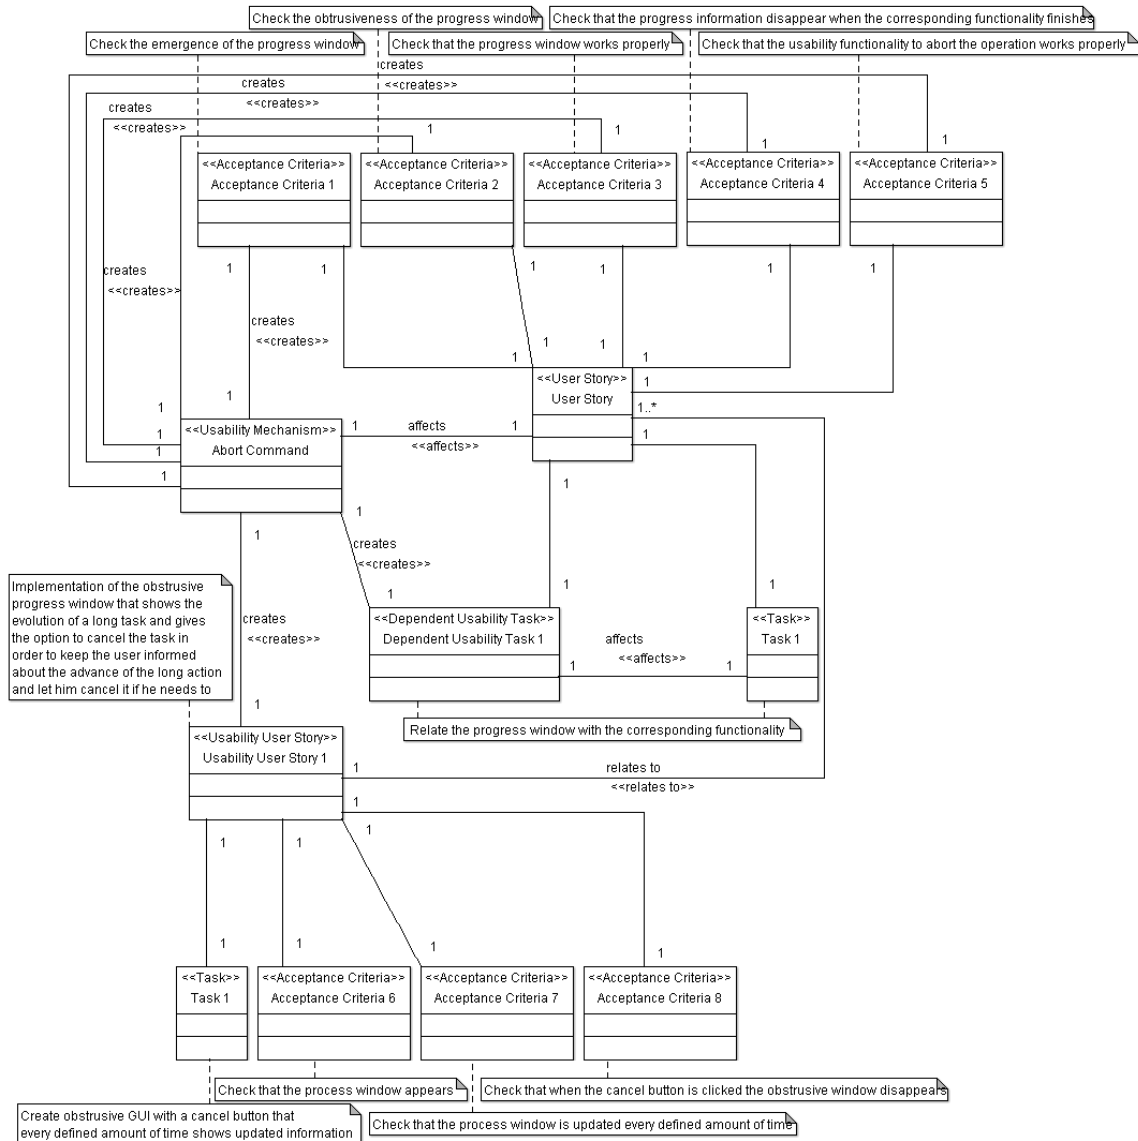 Check the obtrusiveness of the progress window
Check that the progress information disappear when the corresponding functionality finishes
Check the emergence of the progress window
Check that the progress window works properly
Check that the usability functionality to abort the operation works properly
creates
creates
<<creates>>
<<creates>>
creates
<<creates>>
1
1
1
<<Acceptance Criteria>>
Acceptance Criteria 1
<<Acceptance Criteria>>
Acceptance Criteria 2
<<Acceptance Criteria>>
Acceptance Criteria 3
<<Acceptance Criteria>>
Acceptance Criteria 4
<<Acceptance Criteria>>
Acceptance Criteria 5
creates
<<creates>>
1
1
1
1
1
1
creates
<<creates>>
1
1
1
1
<<User Story>>
User Story
1
1..*
1
1
1
1
1
1
<<Usability Mechanism>>
Abort Command
1
affects
<<affects>>
1
1
1
1
1
creates
<<creates>>
1
1
1
Implementation of the obstrusive
progress window that shows the
evolution of a long task and gives
the option to cancel the task in
order to keep the user informed
about the advance of the long action
and let him cancel it if he needs to
creates
<<creates>>
1
<<Dependent Usability Task>>
Dependent Usability Task 1
affects
<<affects>>
1
1
<<Task>>
Task 1
Relate the progress window with the corresponding functionality
<<Usability User Story>>
Usability User Story 1
1
relates to
<<relates to>>
1
1
1
1
1
1
1
1
<<Task>>
Task 1
<<Acceptance Criteria>>
Acceptance Criteria 6
<<Acceptance Criteria>>
Acceptance Criteria 7
<<Acceptance Criteria>>
Acceptance Criteria 8
Check that the process window appears
Check that when the cancel button is clicked the obstrusive window disappears
Create obstrusive GUI with a cancel button that
every defined amount of time shows updated information
Check that the process window is updated every defined amount of time